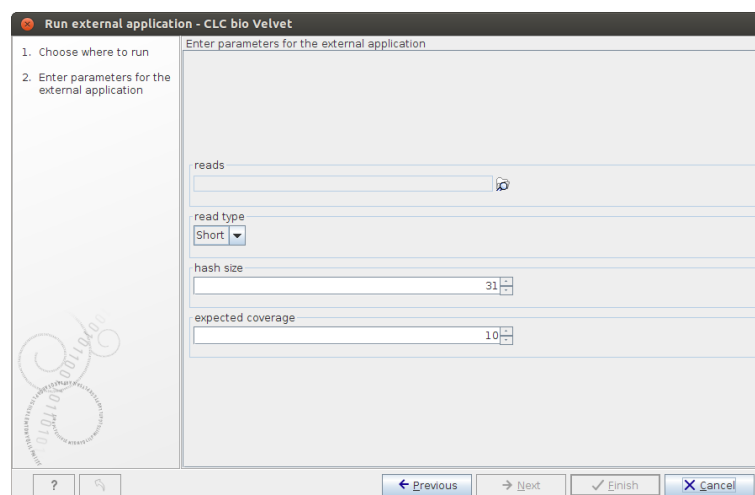 Run external application - CLC bio Velvet
1. Choose where to run
2. Enter parameters for the
external application
Enter parameters for the external application
reads
read type
Short
hash size
31
expected coverage
10
?
Previous
Next
Finish
Cancel